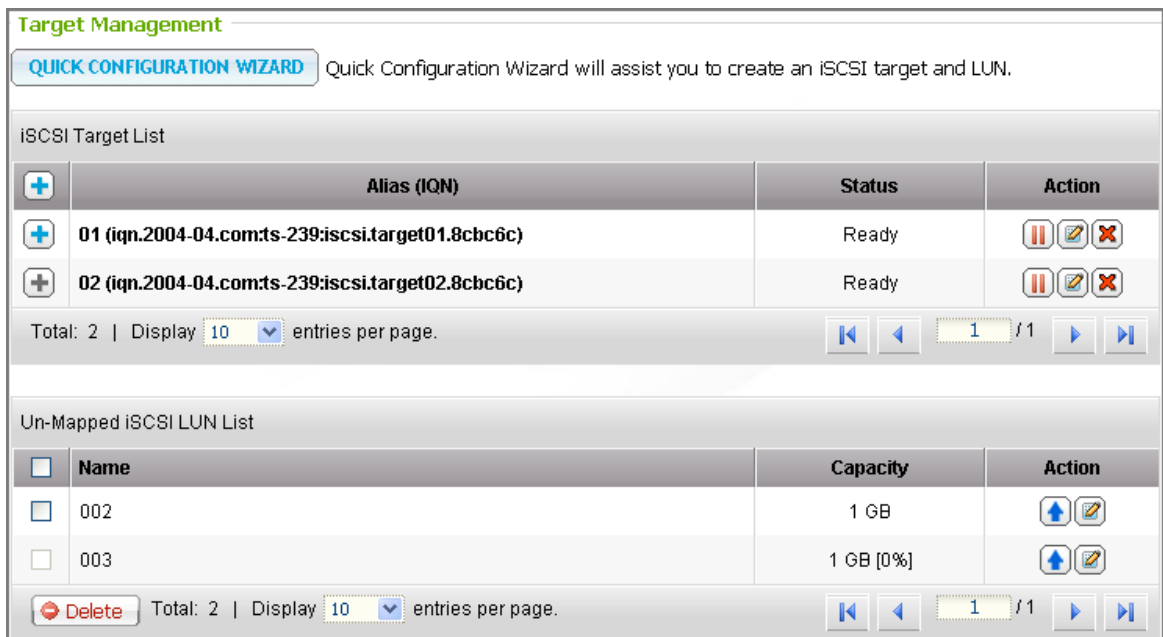 Target Management
QUICK CONFIGURATION WIZARD Quick Configuration Wizard will assist you to create an iSCSI target and LUN.
iSCSI Target List
Alias (IQN) Status Action
01 (iqn.2004-04.com:ts-239:iscsi.target01.8cbc6c) Ready
02 (iqn.2004-04.com:ts-239:iscsi.target02.8cbc6c) Ready
Total: 2 | Display 10 entries per page. 1 / 1
Un-Mapped iSCSI LUN List
Name Capacity Action
002 1 GB
003 1 GB [0%]
Delete Total: 2 | Display 10 entries per page. 1 / 1